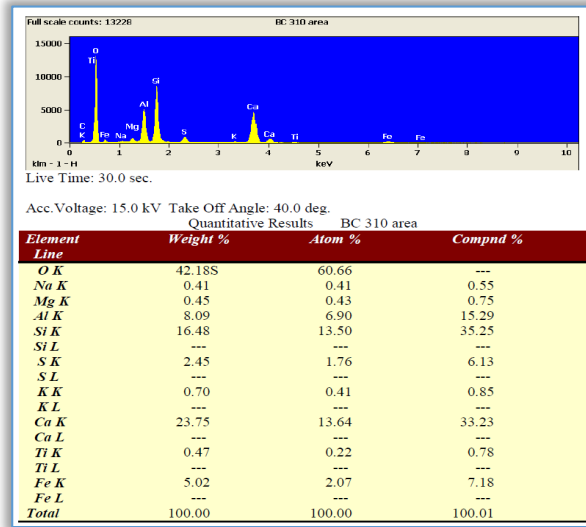 Full scale counts: 13228 BC 310 area
15000
10000
5000
0
O
Ti
C
K
Fe
Na
Mg
Al
Si
S
K
Ca
Ca
Ti
Fe
Fe
0 1 2 3 4 5 6 7 8 9 10
klm - 1 - H keV
Live Time: 30.0 sec.
Acc.Voltage: 15.0 kV Take Off Angle: 40.0 deg.
Quantitative Results BC 310 area
Element Line Weight % Atom % Compnd %
O K 42.18S 60.66 ---
Na K 0.41 0.41 0.55
Mg K 0.45 0.43 0.75
Al K 8.09 6.90 15.29
Si K 16.48 13.50 35.25
Si L --- --- ---
S K 2.45 1.76 6.13
S L --- --- ---
K K 0.70 0.41 0.85
K L --- --- ---
Ca K 23.75 13.64 33.23
Ca L --- --- ---
Ti K 0.47 0.22 0.78
Ti L --- --- ---
Fe K 5.02 2.07 7.18
Fe L --- --- ---
Total 100.00 100.00 100.01